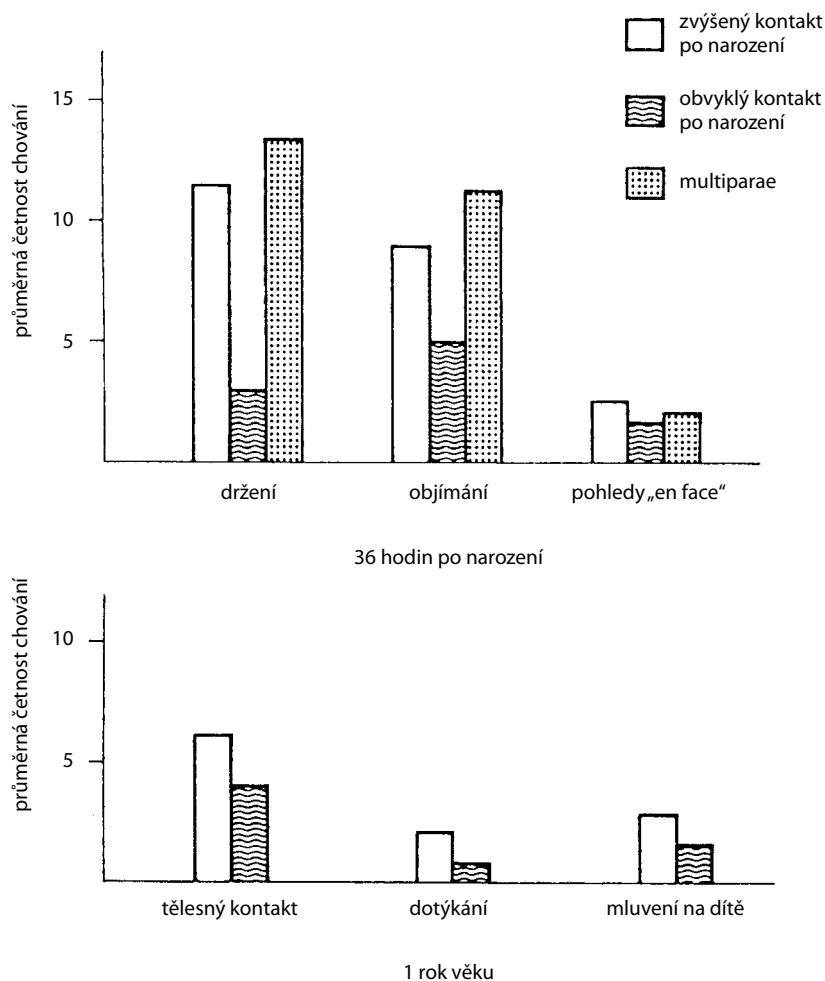 zvýšený kontakt
po narození
obvyklý kontakt
po narození
multiparae
průměrná četnost chování
15
10
5
držení
objímání
pohledy „en face“
36 hodin po narození
průměrná četnost chování
10
5
tělesný kontakt
dotýkání
mluvení na dítě
1 rok věku